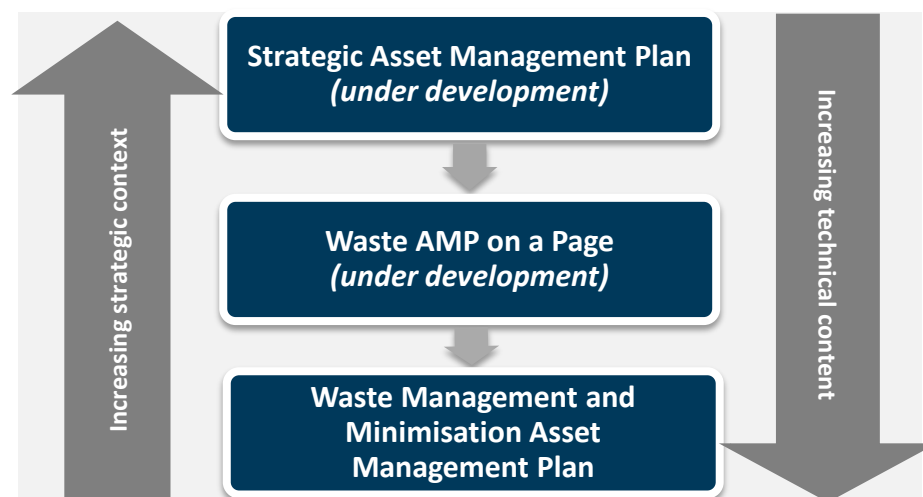 Strategic Asset Management Plan
(under development)
Increasing strategic context
Increasing technical content
Waste AMP on a Page
(under development)
Waste Management and
Minimisation Asset
Management Plan